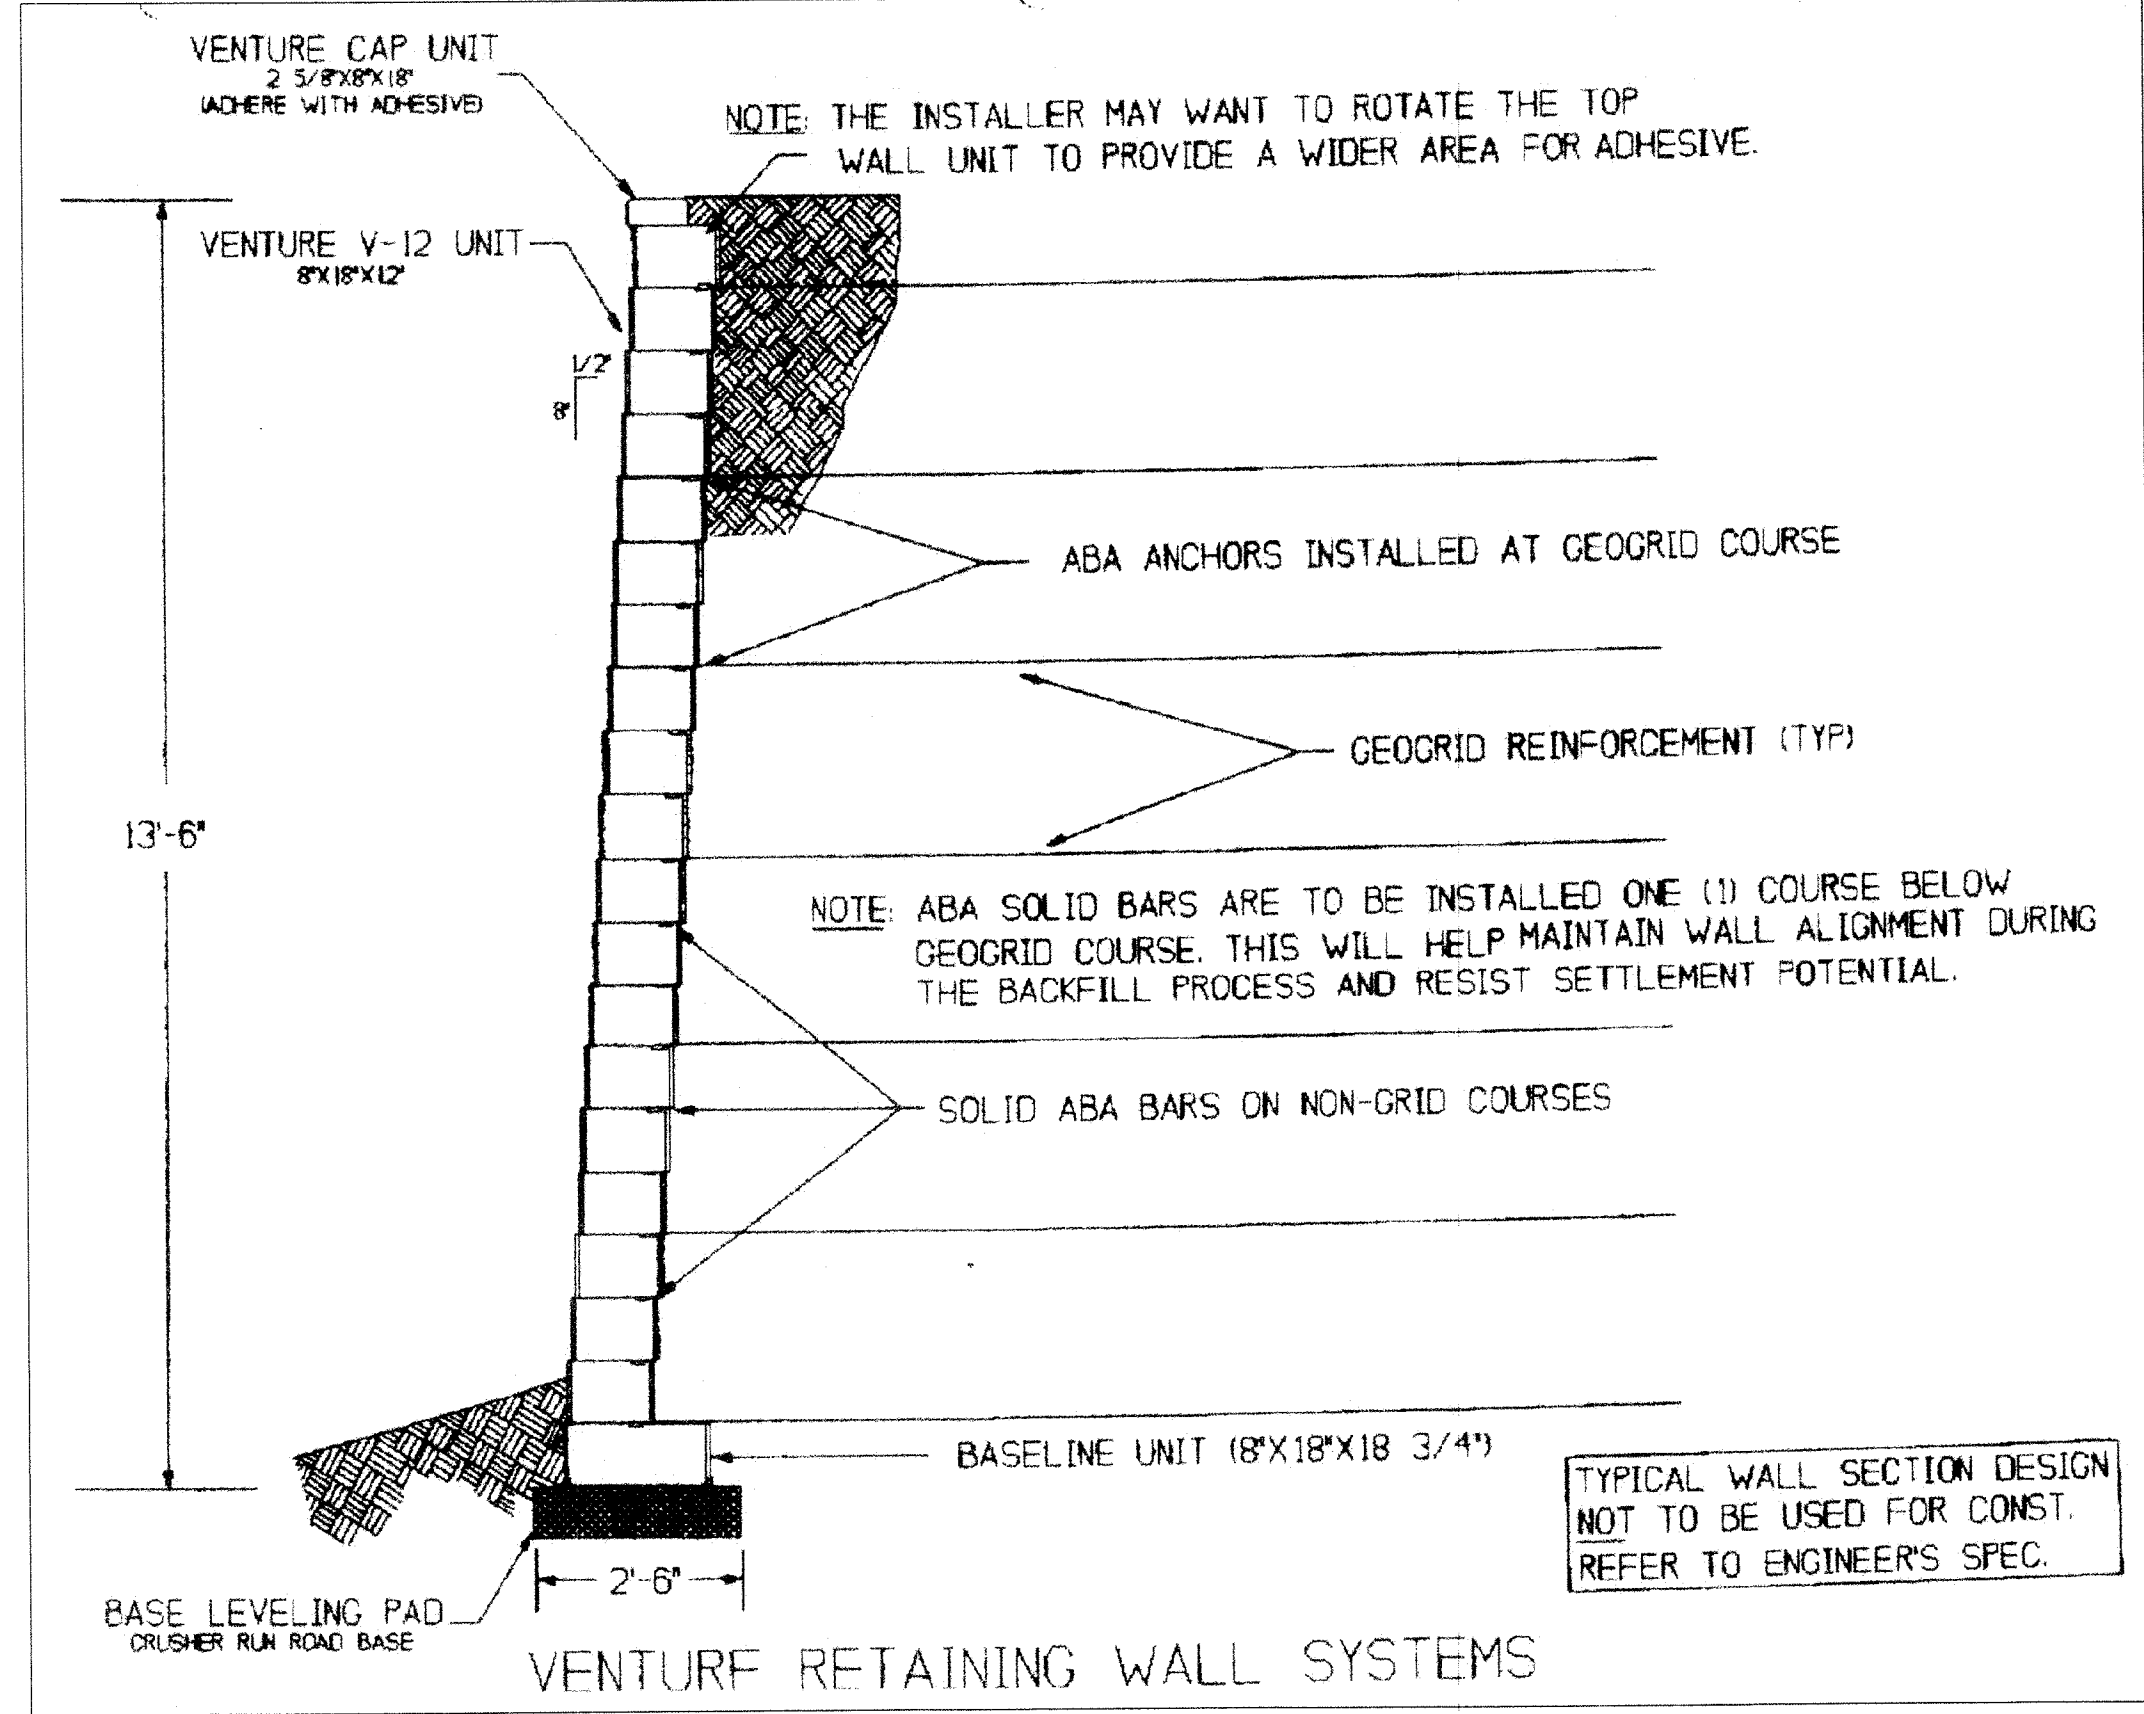 VENTURE CAP UNIT
2 5/8"X8"X18"
(ADHERE WITH ADHESIVE)
NOTE: THE INSTALLER MAY WANT TO ROTATE THE TOP
WALL UNIT TO PROVIDE A WIDER AREA FOR ADHESIVE.
VENTURE V-12 UNIT
8"X18"X12"
1/2"
8"
ABA ANCHORS INSTALLED AT GEOGRID COURSE
GEOGRID REINFORCEMENT (TYP)
13'-6"
NOTE: ABA SOLID BARS ARE TO BE INSTALLED ONE (1) COURSE BELOW
GEOGRID COURSE. THIS WILL HELP MAINTAIN WALL ALIGNMENT DURING
THE BACKFILL PROCESS AND RESIST SETTLEMENT POTENTIAL.
SOLID ABA BARS ON NON-GRID COURSES
BASELINE UNIT (8"X18"X18 3/4")
TYPICAL WALL SECTION DESIGN
NOT TO BE USED FOR CONST.
REFER TO ENGINEER'S SPEC.
2'-6"
BASE LEVELING PAD
CRUSHER RUN ROAD BASE
VENTURE RETAINING WALL SYSTEMS